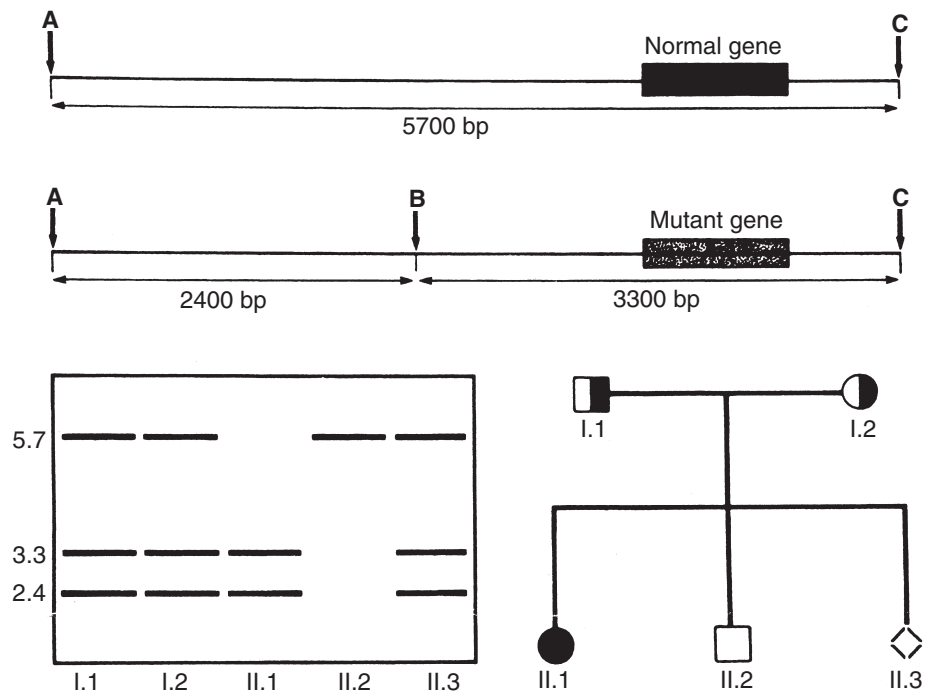 A C
Normal gene
5700 bp
A B C
Mutant gene
2400 bp 3300 bp
5.7
3.3
2.4
I.1 I.2 II.1 II.2 II.3
I.1 I.2
II.1 II.2 II.3